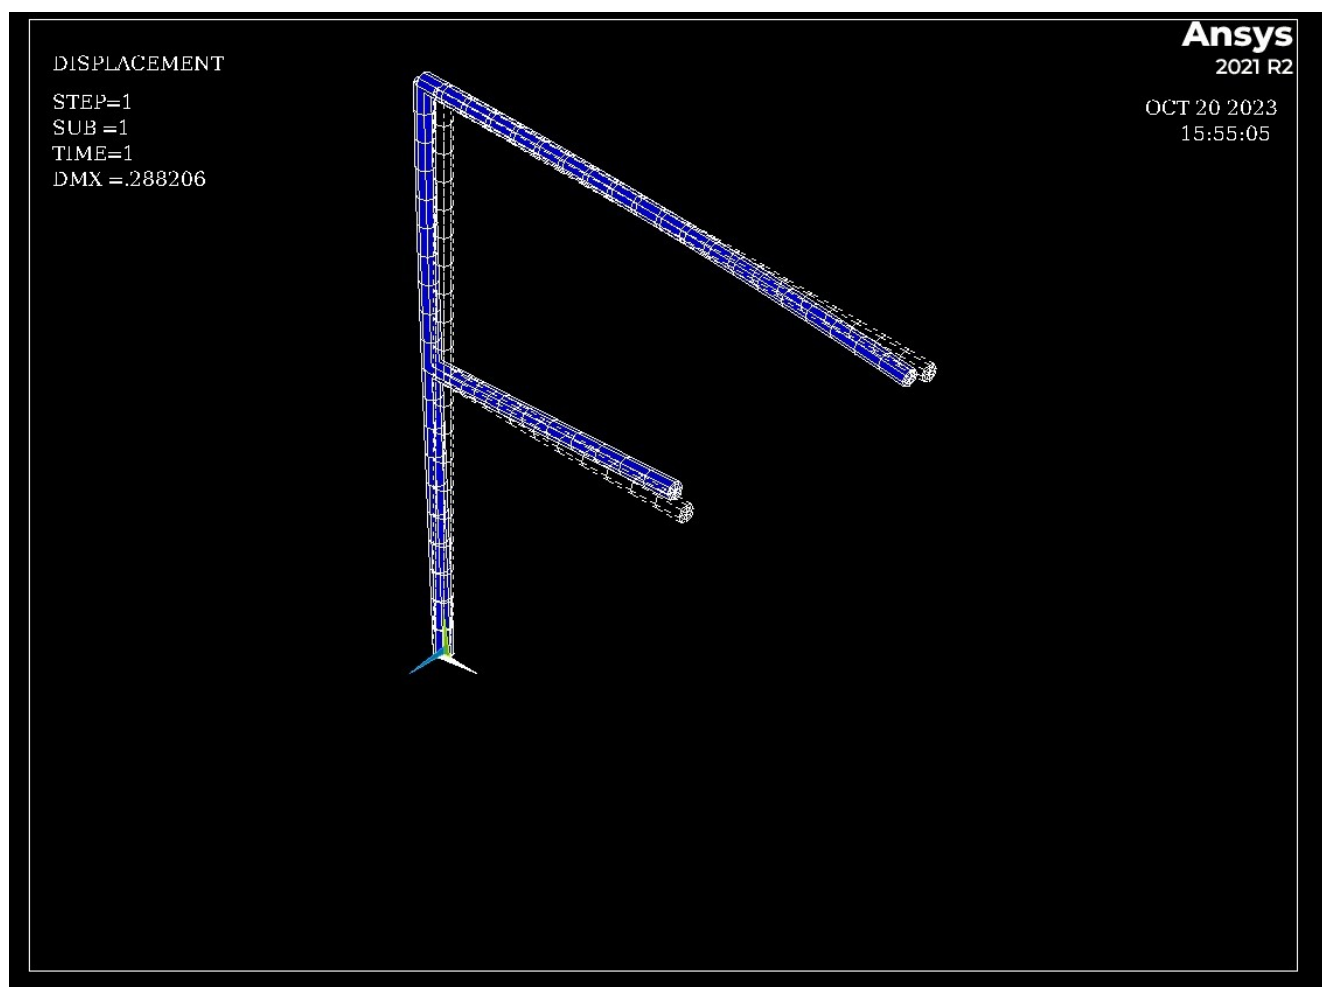 DISPLACEMENT
STEP=1
SUB =1
TIME=1
DMX =.288206
Ansys
2021 R2
OCT 20 2023
15:55:05